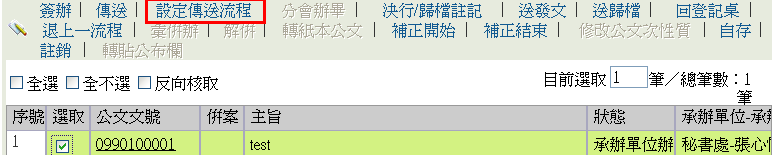 簽辦 | 傳送 | 設定傳送流程 | 分會辦畢 | 決行/歸檔註記 | 送發文 | 送歸檔 | 回登記桌 |
退上一流程 | 彙併辦 | 解併 | 轉紙本公文 | 補正開始 | 補正結束 | 修改公文次性質 | 自存 |
註銷 | 轉貼公布欄
全選 全不選 反向核取 目前選取 1 筆/總筆數:1
筆
序號 選取 公文文號 併案 主旨 狀態 承辦單位-承
1 0990100001 test 承辦單位辦 秘書處-張心